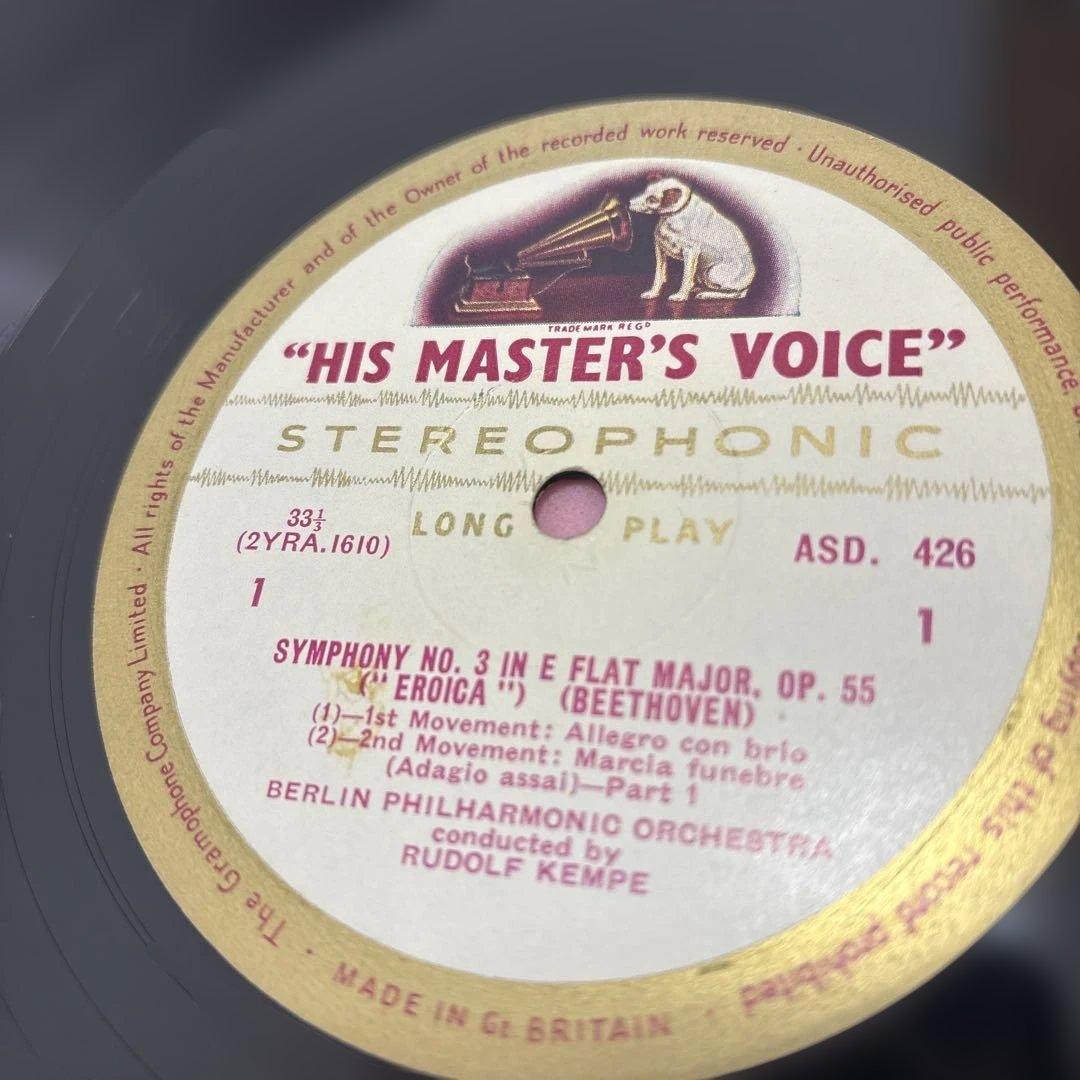 The Gramophone Company Limited · All rights of the Manufacturer and of the Owner of the recorded work reserved · Unauthorised public performance,
of this record prohibited ·
TRADE MARK REGD
“HIS MASTER’S VOICE”
STEREOPHONIC
33⅓
LONG PLAY
(2YRA.1610)
ASD. 426
1
1
SYMPHONY NO. 3 IN E FLAT MAJOR, OP. 55
(“EROICA”) (BEETHOVEN)
(1)—1st Movement: Allegro con brio
(2)—2nd Movement: Marcia funebre
(Adagio assai)—Part 1
BERLIN PHILHARMONIC ORCHESTRA
conducted by
RUDOLF KEMPE
· MADE IN Gt. BRITAIN